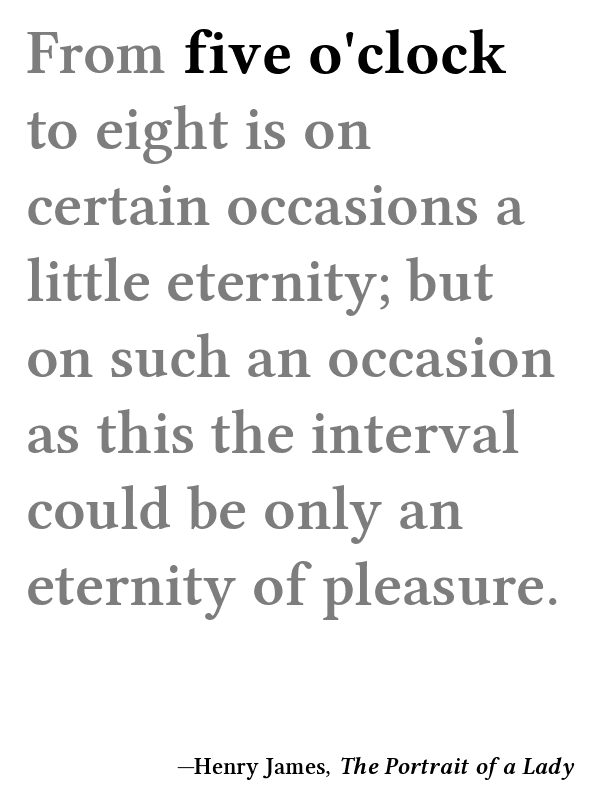 From five o'clock
to eight is on
certain occasions a
little eternity; but
on such an occasion
as this the interval
could be only an
eternity of pleasure.
—Henry James, The Portrait of a Lady